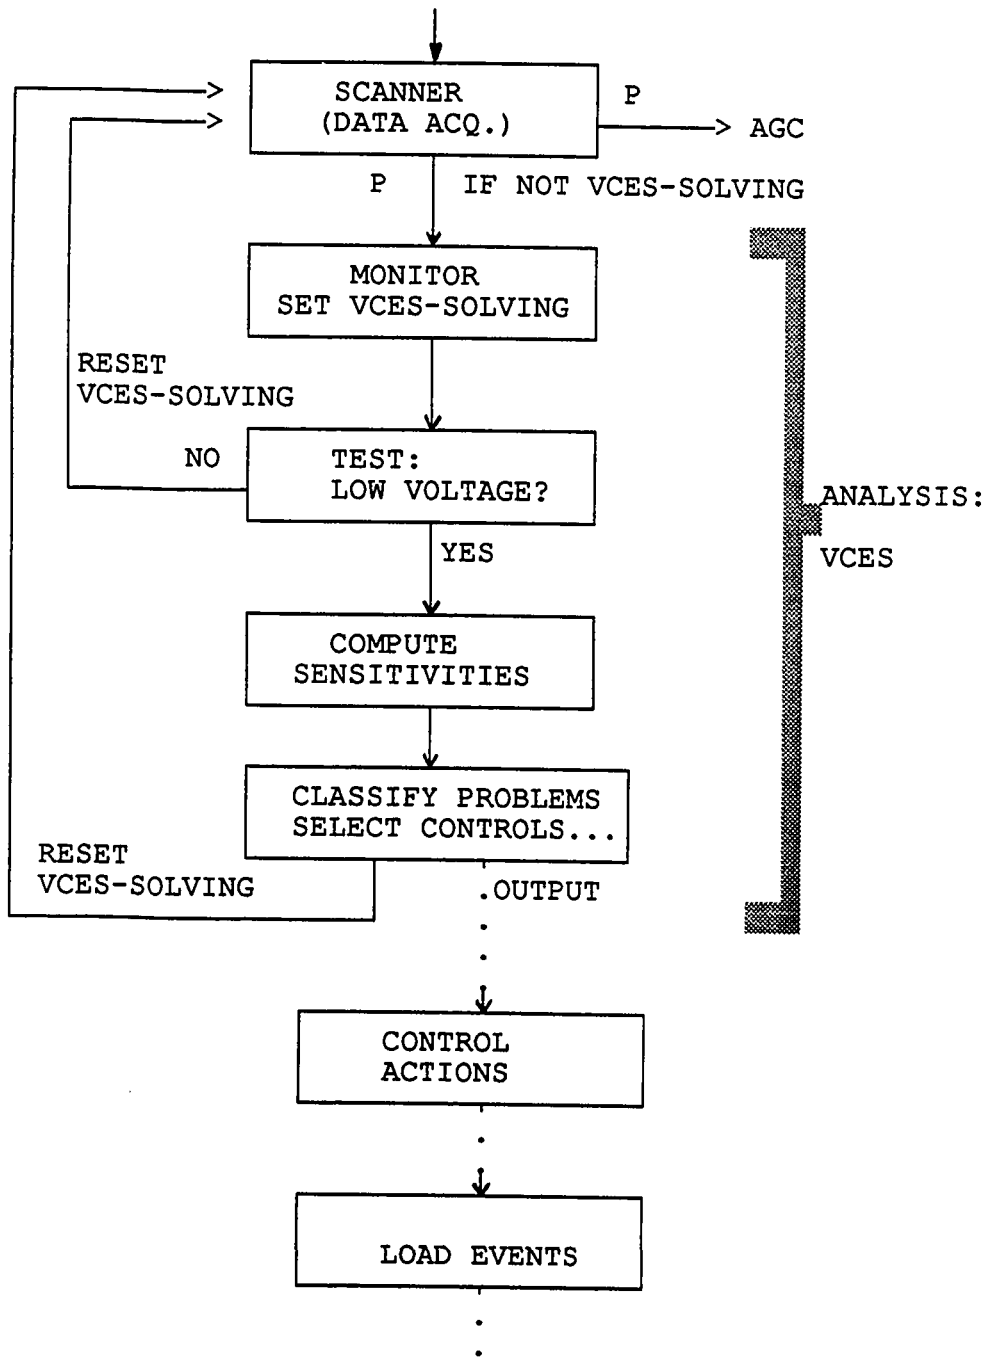 SCANNER
(DATA ACQ.)
P
AGC
P
IF NOT VCES-SOLVING
MONITOR
SET VCES-SOLVING
RESET
VCES-SOLVING
NO
TEST:
LOW VOLTAGE?
YES
ANALYSIS:
VCES
COMPUTE
SENSITIVITIES
CLASSIFY PROBLEMS
SELECT CONTROLS...
RESET
VCES-SOLVING
OUTPUT
CONTROL
ACTIONS
LOAD EVENTS